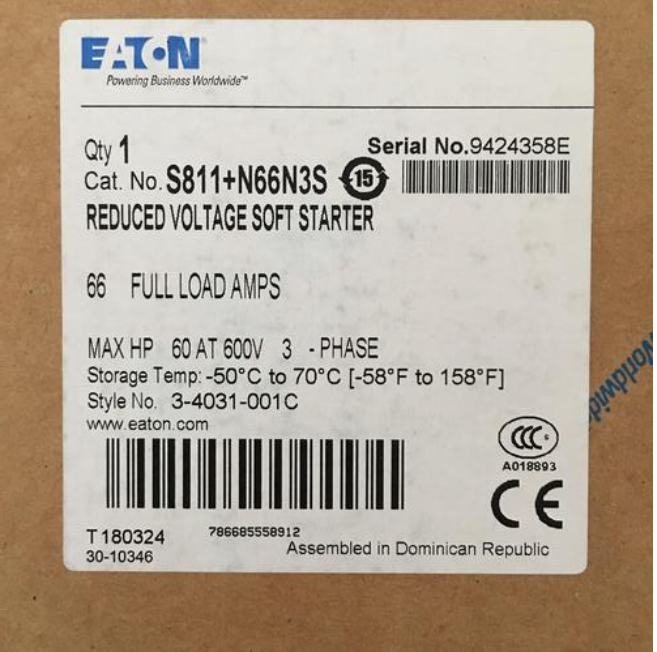 EATON
Powering Business Worldwide™
Qty 1
Serial No.9424358E
Cat. No. S811+N66N3S 15
REDUCED VOLTAGE SOFT STARTER
66 FULL LOAD AMPS
MAX HP 60 AT 600V 3 - PHASE
Storage Temp: -50°C to 70°C [-58°F to 158°F]
Style No. 3-4031-001C
www.eaton.com
CCC S
A018893
CE
T180324
786685558912
30-10346
Assembled in Dominican Republic
Worldwide